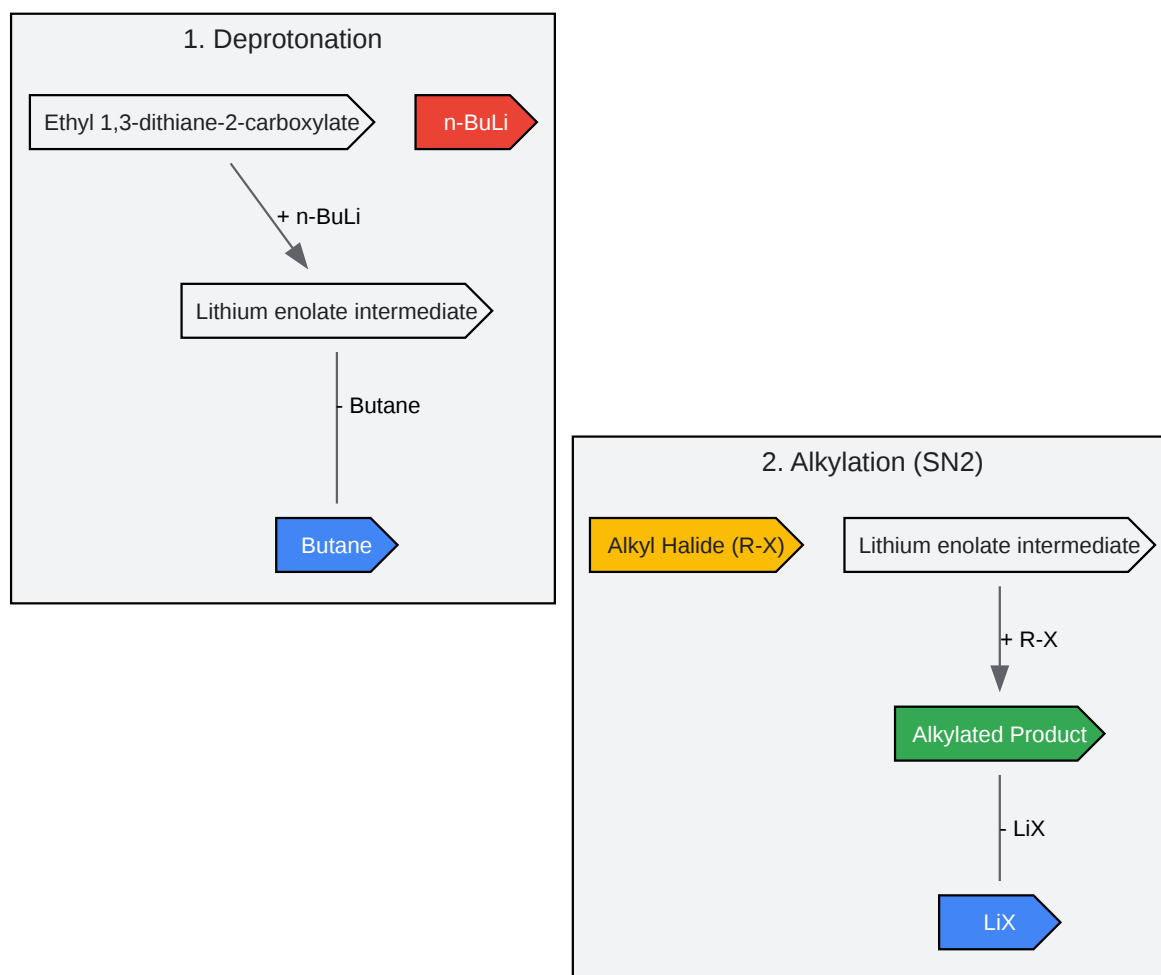 1. Deprotonation
Ethyl 1,3-dithiane-2-carboxylate
n-BuLi
+ n-BuLi
Lithium enolate intermediate
- Butane
Butane
2. Alkylation (SN2)
Alkyl Halide (R-X)
Lithium enolate intermediate
+ R-X
Alkylated Product
- LiX
LiX